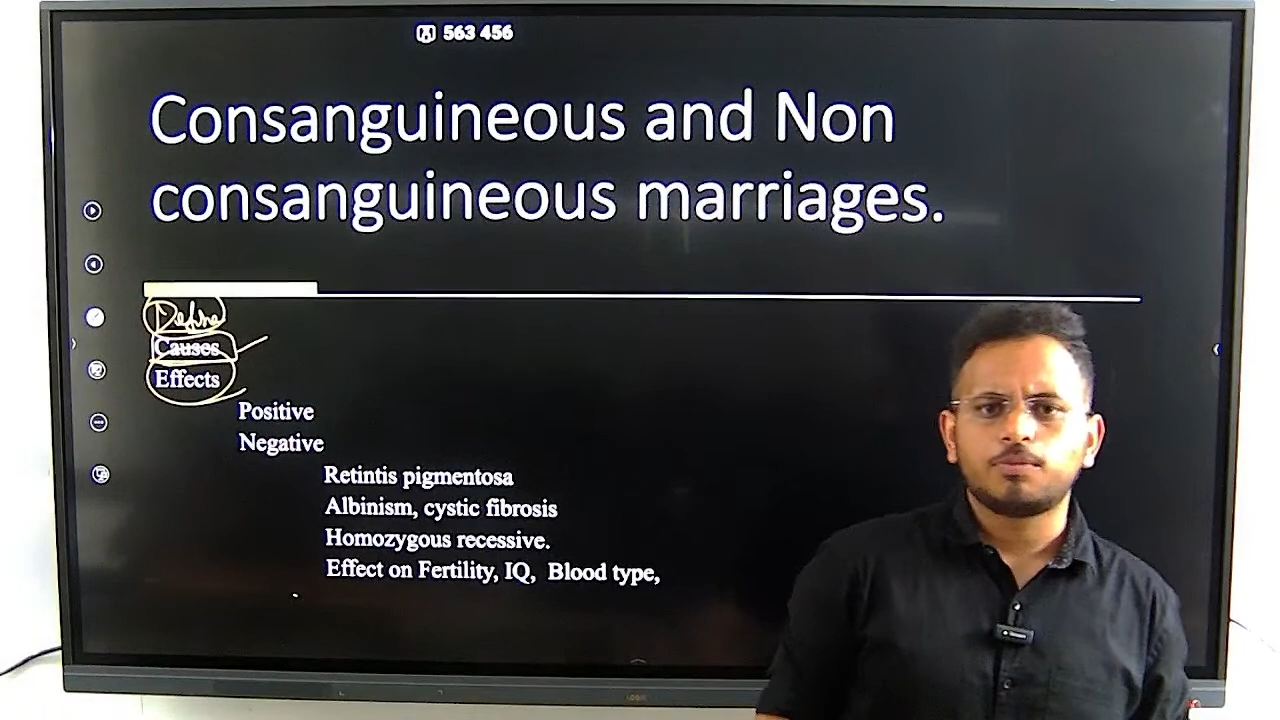 563 456
Consanguineous and Non
consanguineous marriages.
Define
Causes
Effects
Positive
Negative
Retintis pigmentosa
Albinism, cystic fibrosis
Homozygous recessive.
Effect on Fertility, IQ, Blood type,